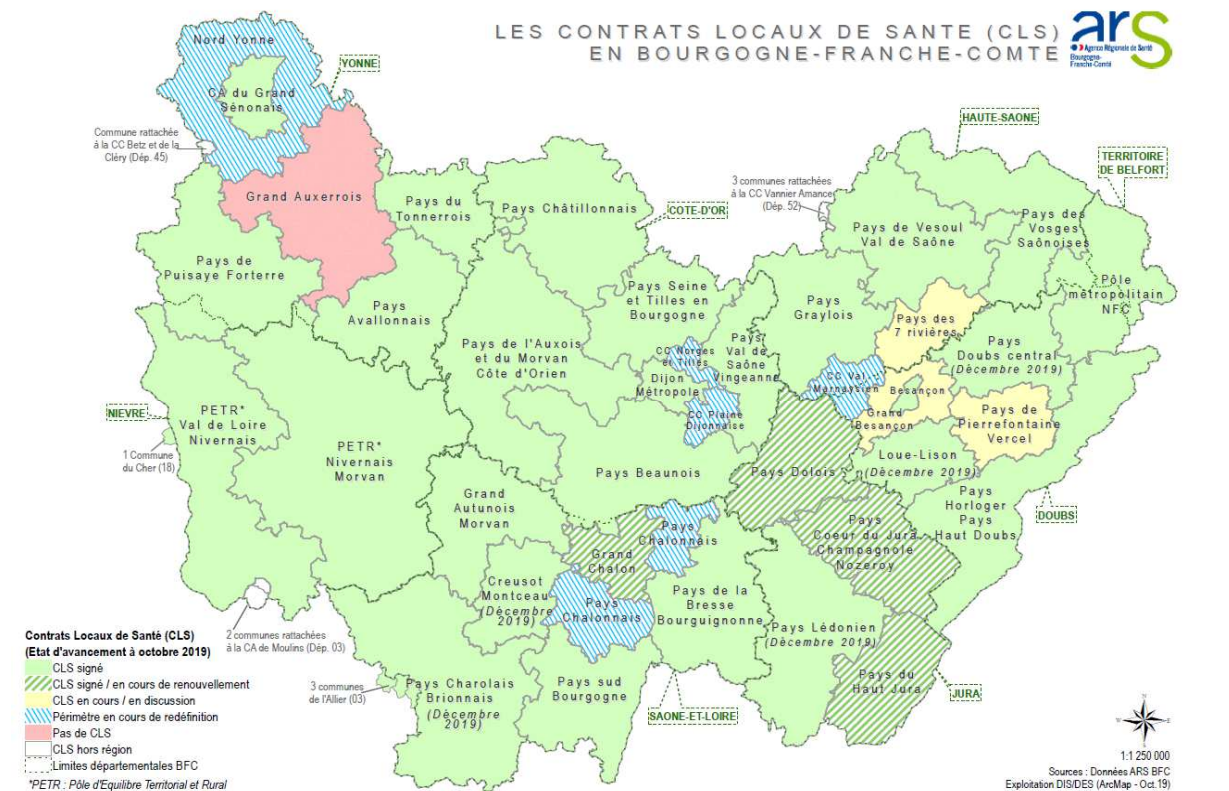 LES CONTRATS LOCAUX DE SANTE (CLS)
EN BOURGOGNE-FRANCHE-COMTE
ars
Agence Régionale de Santé
Bourgogne-
Franche-Comté
Nord Yonne
YONNE
CA du Grand
Sénonais
Commune rattachée
à la CC Betz et de la
Cléry (Dép. 45)
Grand Auxerrois
Pays du
Tonnerrois
Pays Châtillonnais
COTE-D'OR
3 communes rattachées
à la CC Vannier Amance
(Dép. 52)
HAUTE-SAONE
TERRITOIRE
DE BELFORT
Pays de Vesoul
Val de Saône
Pays des
Vosges
Saônoises
Pôle
métropolitain
NFC
Pays de
Puisaye Forterre
Pays
Avallonnais
Pays Seine
et Tilles en
Bourgogne
Pays
Graylois
Pays des
7 rivières
Pays
Doubs central
(Décembre 2019)
Pays de l'Auxois
et du Morvan
Côte d'Orien
CC Norges
et Tilles
Dijon
Métropole
Pays
Val de
Saône
Vingeanne
CC Plaine
Dijonnaise
CC Val
Marnaysien
Besançon
Grand
Besançon
Pays de
Pierrefontaine
Vercel
NIEVRE
PETR*
Val de Loire
Nivernais
1 Commune
du Cher (18)
PETR*
Nivernais
Morvan
Pays Beaunois
Pays Dolois
Loue-Lison
(Décembre 2019)
Pays
Horloger
Pays
Haut Doubs
DOUBS
Grand
Autunois
Morvan
Pays
Chalonnais
Grand
Chalon
Pays
Coeur du Jura
Champagnole
Nozeroy
Creusot
Montceau
(Décembre
2019)
Pays
Chalonnais
Pays de la
Bresse
Bourguignonne
Pays Lédonien
(Décembre 2019)
2 communes rattachées
à la CA de Moulins (Dép. 03)
3 communes
de l'Allier (03)
Pays Charolais
Brionnais
(Décembre
2019)
Pays sud
Bourgogne
SAONE-ET-LOIRE
Pays du
Haut Jura
JURA
Contrats Locaux de Santé (CLS)
(Etat d'avancement à octobre 2019)
CLS signé
CLS signé / en cours de renouvellement
CLS en cours / en discussion
Périmètre en cours de redéfinition
Pas de CLS
CLS hors région
Limites départementales BFC
*PETR : Pôle d'Equilibre Territorial et Rural
N
1:1 250 000
Sources : Données ARS BFC
Exploitation DIS/DES (ArcMap - Oct.19)